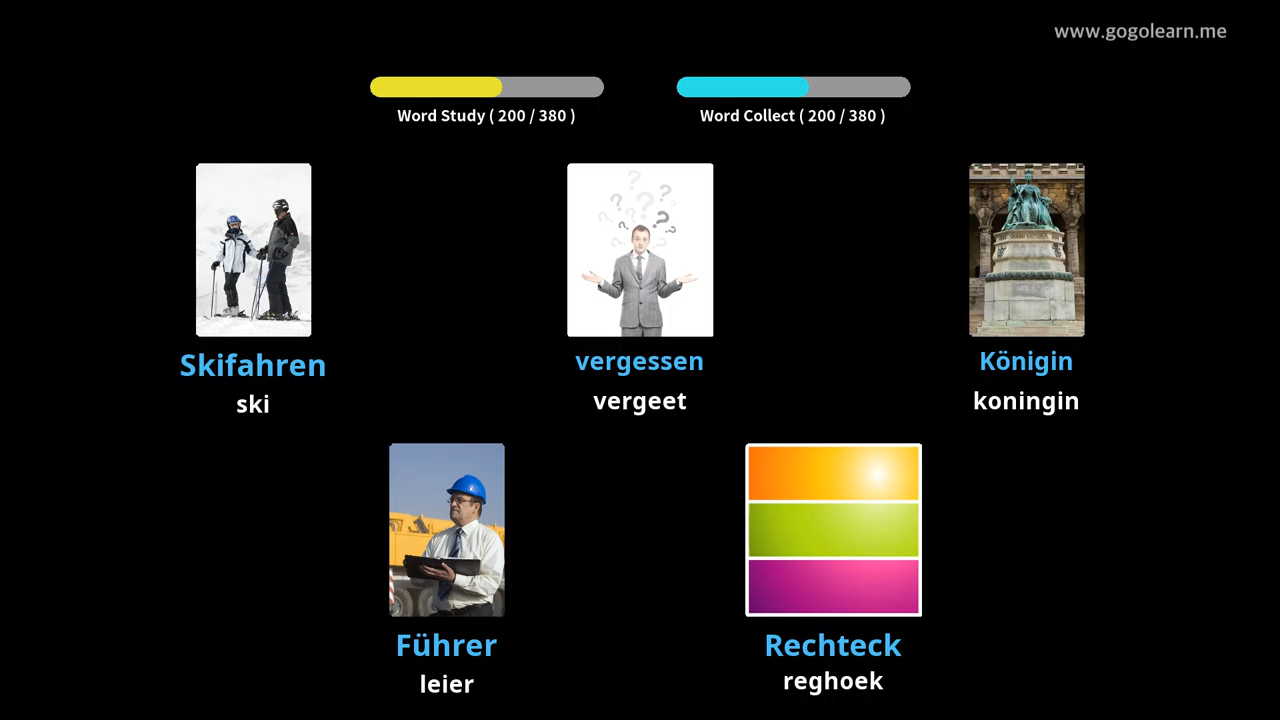 www.gogolearn.me
Word Study ( 200 / 380 )
Word Collect ( 200 / 380 )
Skifahren
ski
vergessen
vergeet
Königin
koningin
Führer
leier
Rechteck
reghoek